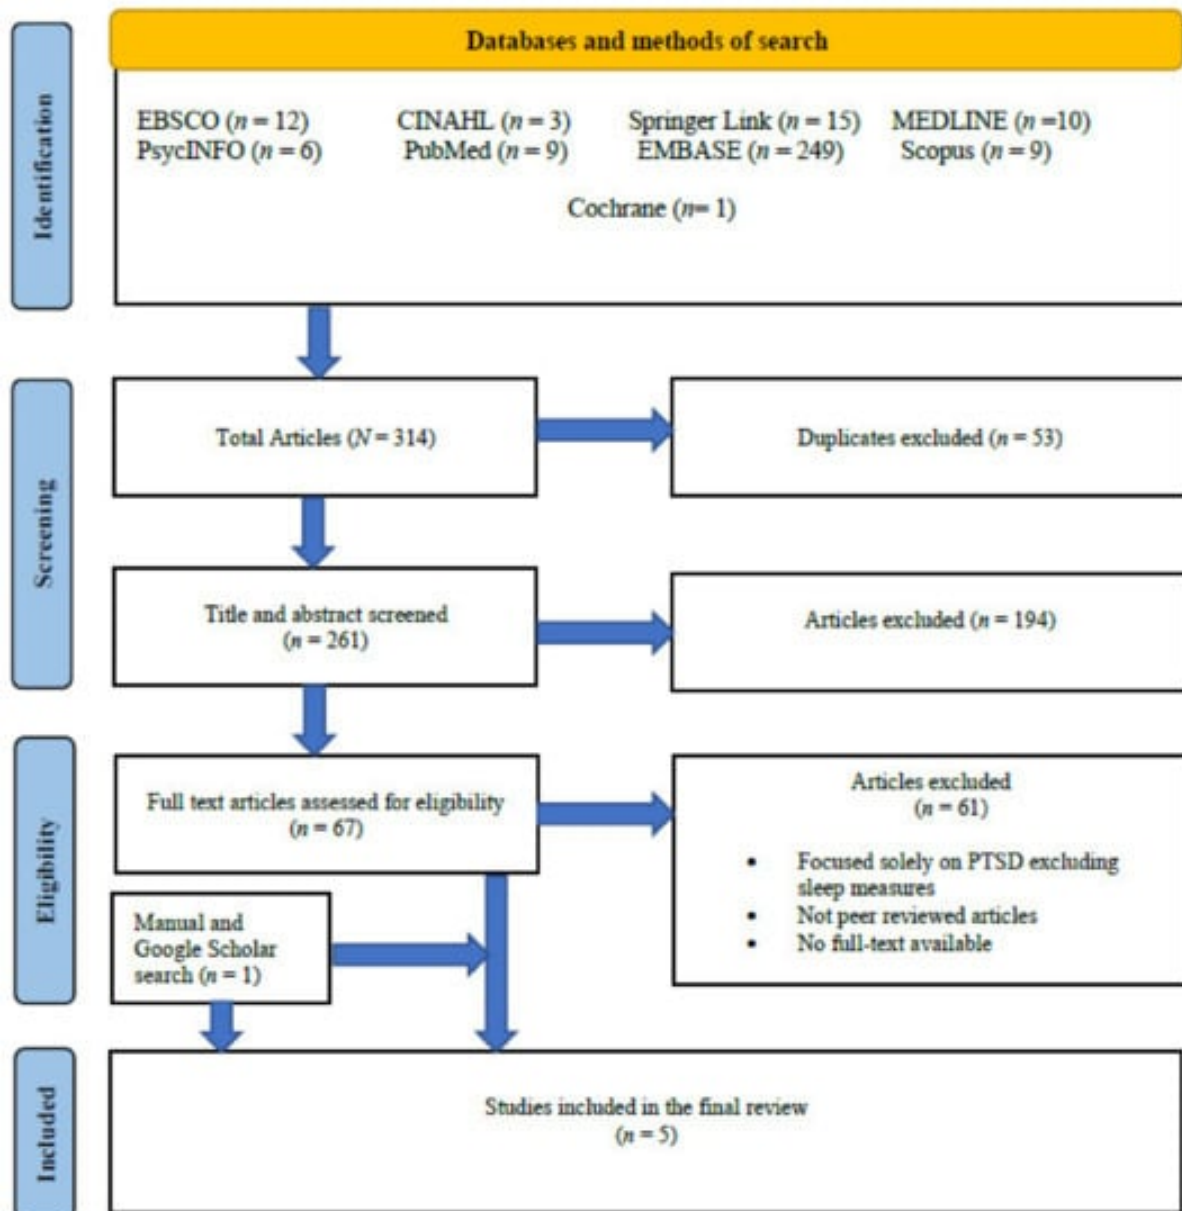 Databases and methods of search
Identification
EBSCO (n = 12) CINAHL (n = 3) Springer Link (n = 15) MEDLINE (n =10)
PsycINFO (n = 6) PubMed (n = 9) EMBASE (n = 249) Scopus (n = 9)
Cochrane (n= 1)
Screening
Total Articles (N = 314)
Duplicates excluded (n = 53)
Title and abstract screened
(n = 261)
Articles excluded (n = 194)
Eligibility
Full text articles assessed for eligibility
(n = 67)
Articles excluded
(n = 61)
• Focused solely on PTSD excluding
sleep measures
• Not peer reviewed articles
• No full-text available
Manual and
Google Scholar
search (n = 1)
Included
Studies included in the final review
(n = 5)